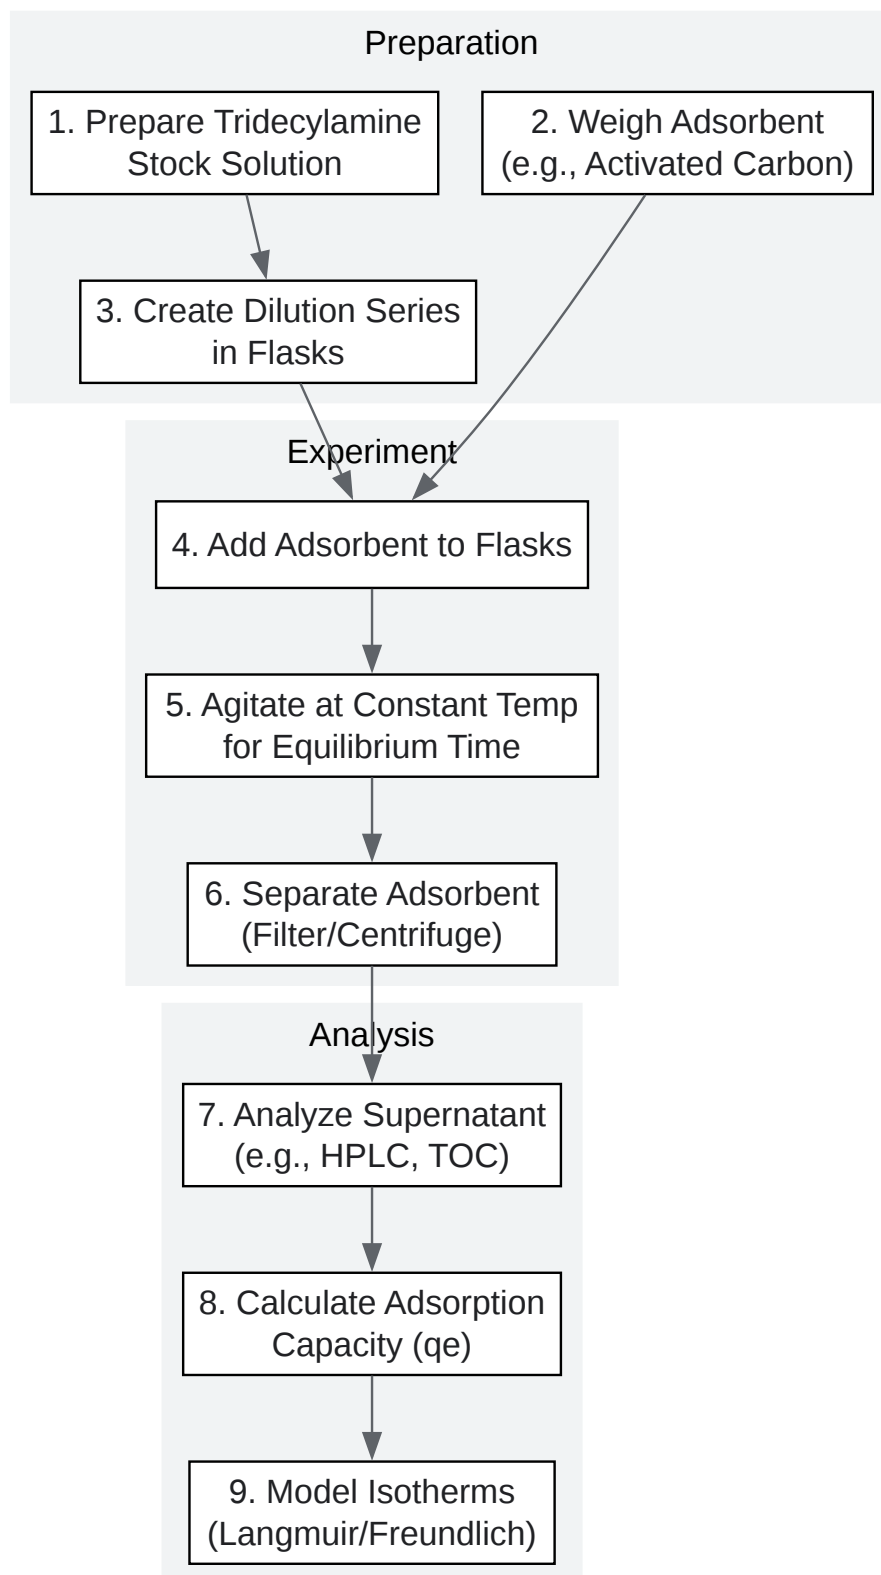 Preparation
1. Prepare Tridecylamine
Stock Solution
2. Weigh Adsorbent
(e.g., Activated Carbon)
3. Create Dilution Series
in Flasks
Experiment
4. Add Adsorbent to Flasks
5. Agitate at Constant Temp
for Equilibrium Time
6. Separate Adsorbent
(Filter/Centrifuge)
Analysis
7. Analyze Supernatant
(e.g., HPLC, TOC)
8. Calculate Adsorption
Capacity (qe)
9. Model Isotherms
(Langmuir/Freundlich)